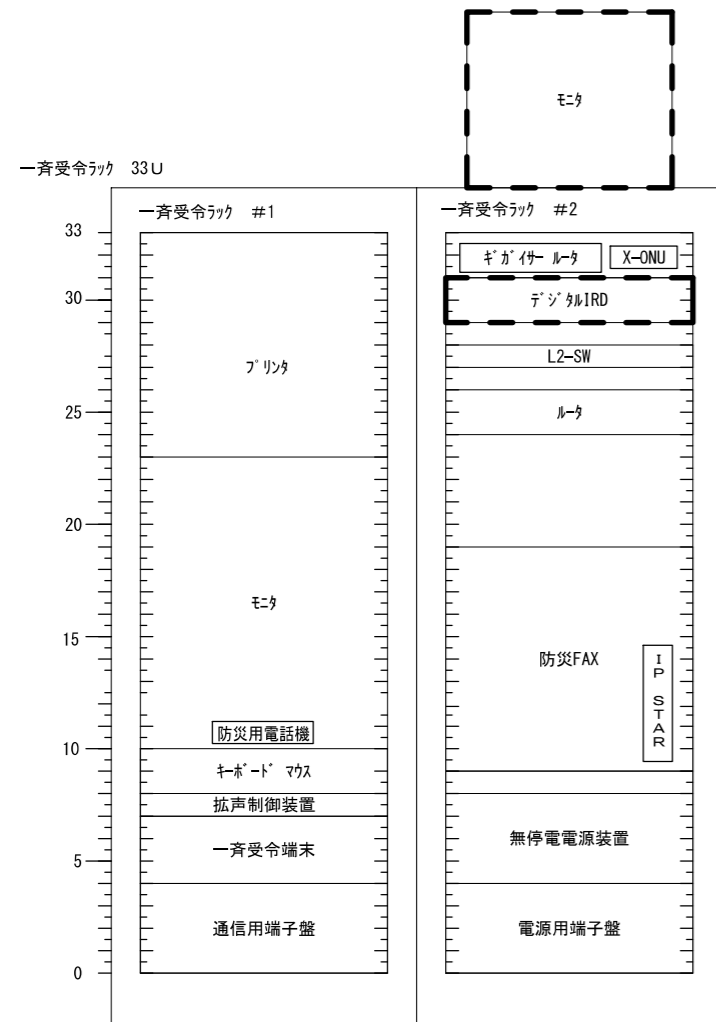 ﾓﾆﾀ
一斉受令ﾗｯｸ 33U
一斉受令ﾗｯｸ #1
一斉受令ﾗｯｸ #2
33
30
25
20
15
10
5
0
ﾌﾟﾘﾝﾀ
ﾓﾆﾀ
防災用電話機
ｷｰﾎﾞｰﾄﾞ ﾏｳｽ
拡声制御装置
一斉受令端末
通信用端子盤
ｷﾞｶﾞｲｻｰ ﾙｰﾀ
X-ONU
ﾃﾞｼﾞﾀﾙIRD
L2-SW
ﾙｰﾀ
防災FAX
IP STAR
無停電電源装置
電源用端子盤